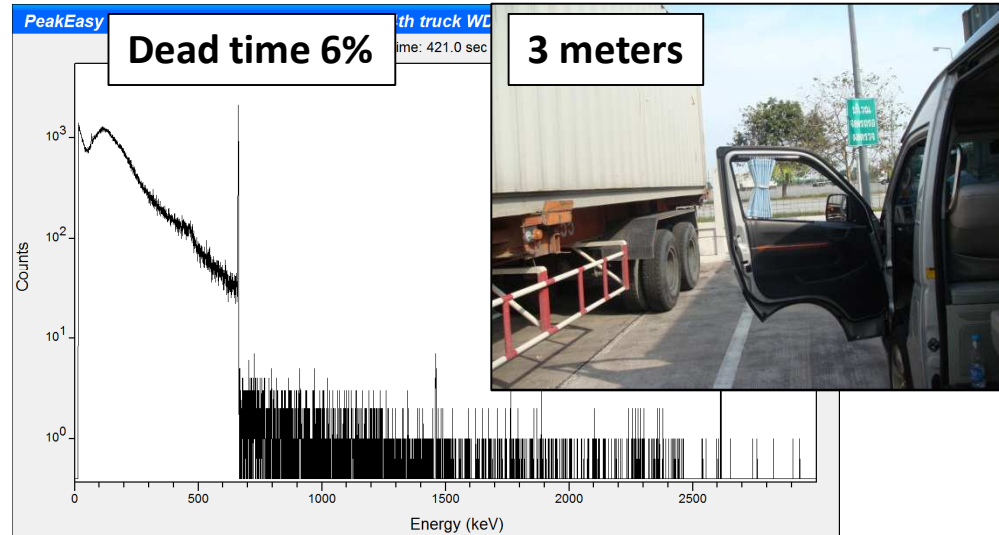 PeakEasy th truck
Dead time 6%
ime: 421.0 sec
3 meters
10³
10²
10¹
10⁰
Counts
0 500 1000 1500 2000 2500
Energy (keV)